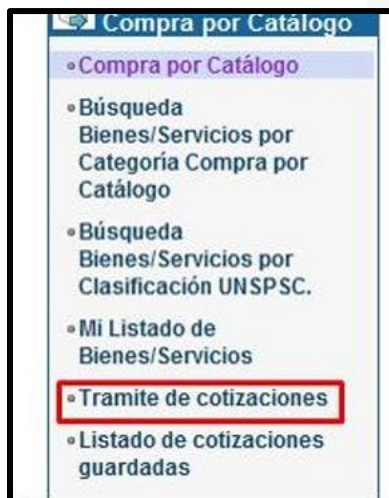 Compra por Catálogo
Compra por Catálogo
Búsqueda
Bienes/Servicios por
Categoría Compra por
Catálogo
Búsqueda
Bienes/Servicios por
Clasificación UNSPSC.
Mi Listado de
Bienes/Servicios
Tramite de cotizaciones
Listado de cotizaciones
guardadas